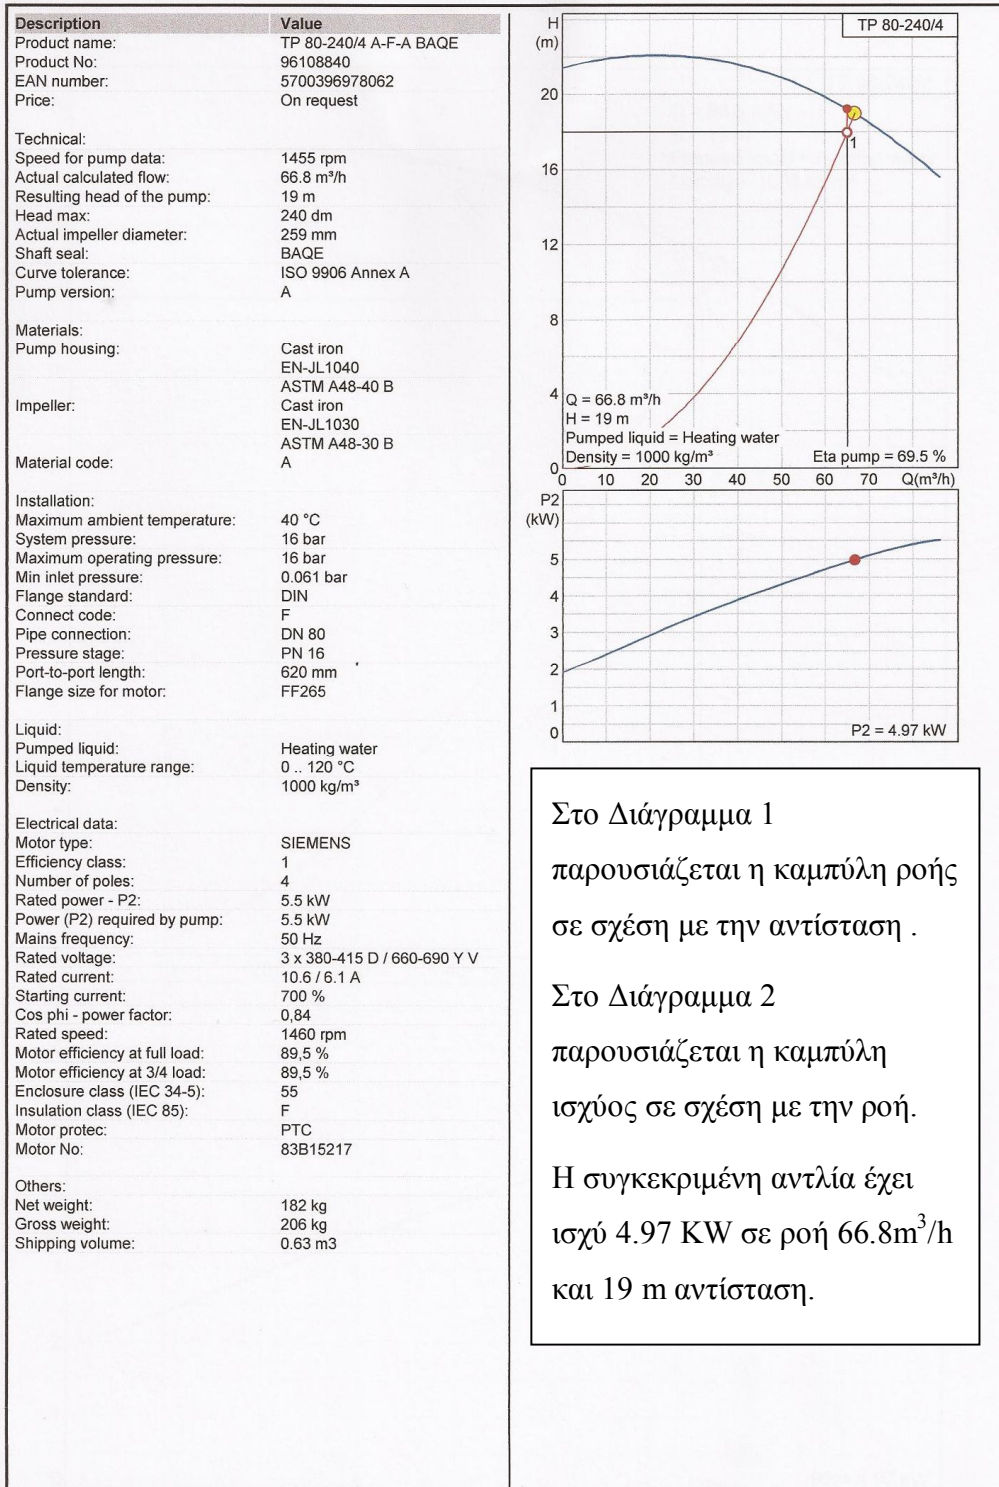 Description Value
Product name: TP 80-240/4 A-F-A BAQE
Product No: 96108840
EAN number: 5700396978062
Price: On request
Technical:
Speed for pump data: 1455 rpm
Actual calculated flow: 66.8 m³/h
Resulting head of the pump: 19 m
Head max: 240 dm
Actual impeller diameter: 259 mm
Shaft seal: BAQE
Curve tolerance: ISO 9906 Annex A
Pump version: A
Materials:
Pump housing: Cast iron
EN-JL1040
ASTM A48-40 B
Impeller: Cast iron
EN-JL1030
ASTM A48-30 B
Material code: A
Installation:
Maximum ambient temperature: 40 °C
System pressure: 16 bar
Maximum operating pressure: 16 bar
Min inlet pressure: 0.061 bar
Flange standard: DIN
Connect code: F
Pipe connection: DN 80
Pressure stage: PN 16
Port-to-port length: 620 mm
Flange size for motor: FF265
Liquid:
Pumped liquid: Heating water
Liquid temperature range: 0 .. 120 °C
Density: 1000 kg/m³
Electrical data:
Motor type: SIEMENS
Efficiency class: 1
Number of poles: 4
Rated power - P2: 5.5 kW
Power (P2) required by pump: 5.5 kW
Mains frequency: 50 Hz
Rated voltage: 3 x 380-415 D / 660-690 Y V
Rated current: 10.6 / 6.1 A
Starting current: 700 %
Cos phi - power factor: 0,84
Rated speed: 1460 rpm
Motor efficiency at full load: 89,5 %
Motor efficiency at 3/4 load: 89,5 %
Enclosure class (IEC 34-5): 55
Insulation class (IEC 85): F
Motor protec: PTC
Motor No: 83B15217
Others:
Net weight: 182 kg
Gross weight: 206 kg
Shipping volume: 0.63 m3
H
(m)
TP 80-240/4
20
16
12
8
4
0
1
Q = 66.8 m³/h
H = 19 m
Pumped liquid = Heating water
Density = 1000 kg/m³ Eta pump = 69.5 %
0 10 20 30 40 50 60 70 Q(m³/h)
P2
(kW)
5
4
3
2
1
0
P2 = 4.97 kW
Στο Διάγραμμα 1
παρουσιάζεται η καμπύλη ροής
σε σχέση με την αντίσταση .
Στο Διάγραμμα 2
παρουσιάζεται η καμπύλη
ισχύος σε σχέση με την ροή.
Η συγκεκριμένη αντλία έχει
ισχύ 4.97 KW σε ροή 66.8m³/h
και 19 m αντίσταση.